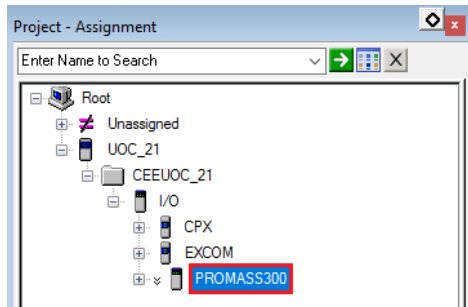 Project - Assignment
Enter Name to Search
Root
Unassigned
UOC_21
CEEUOC_21
I/O
CPX
EXCOM
PROMASS300